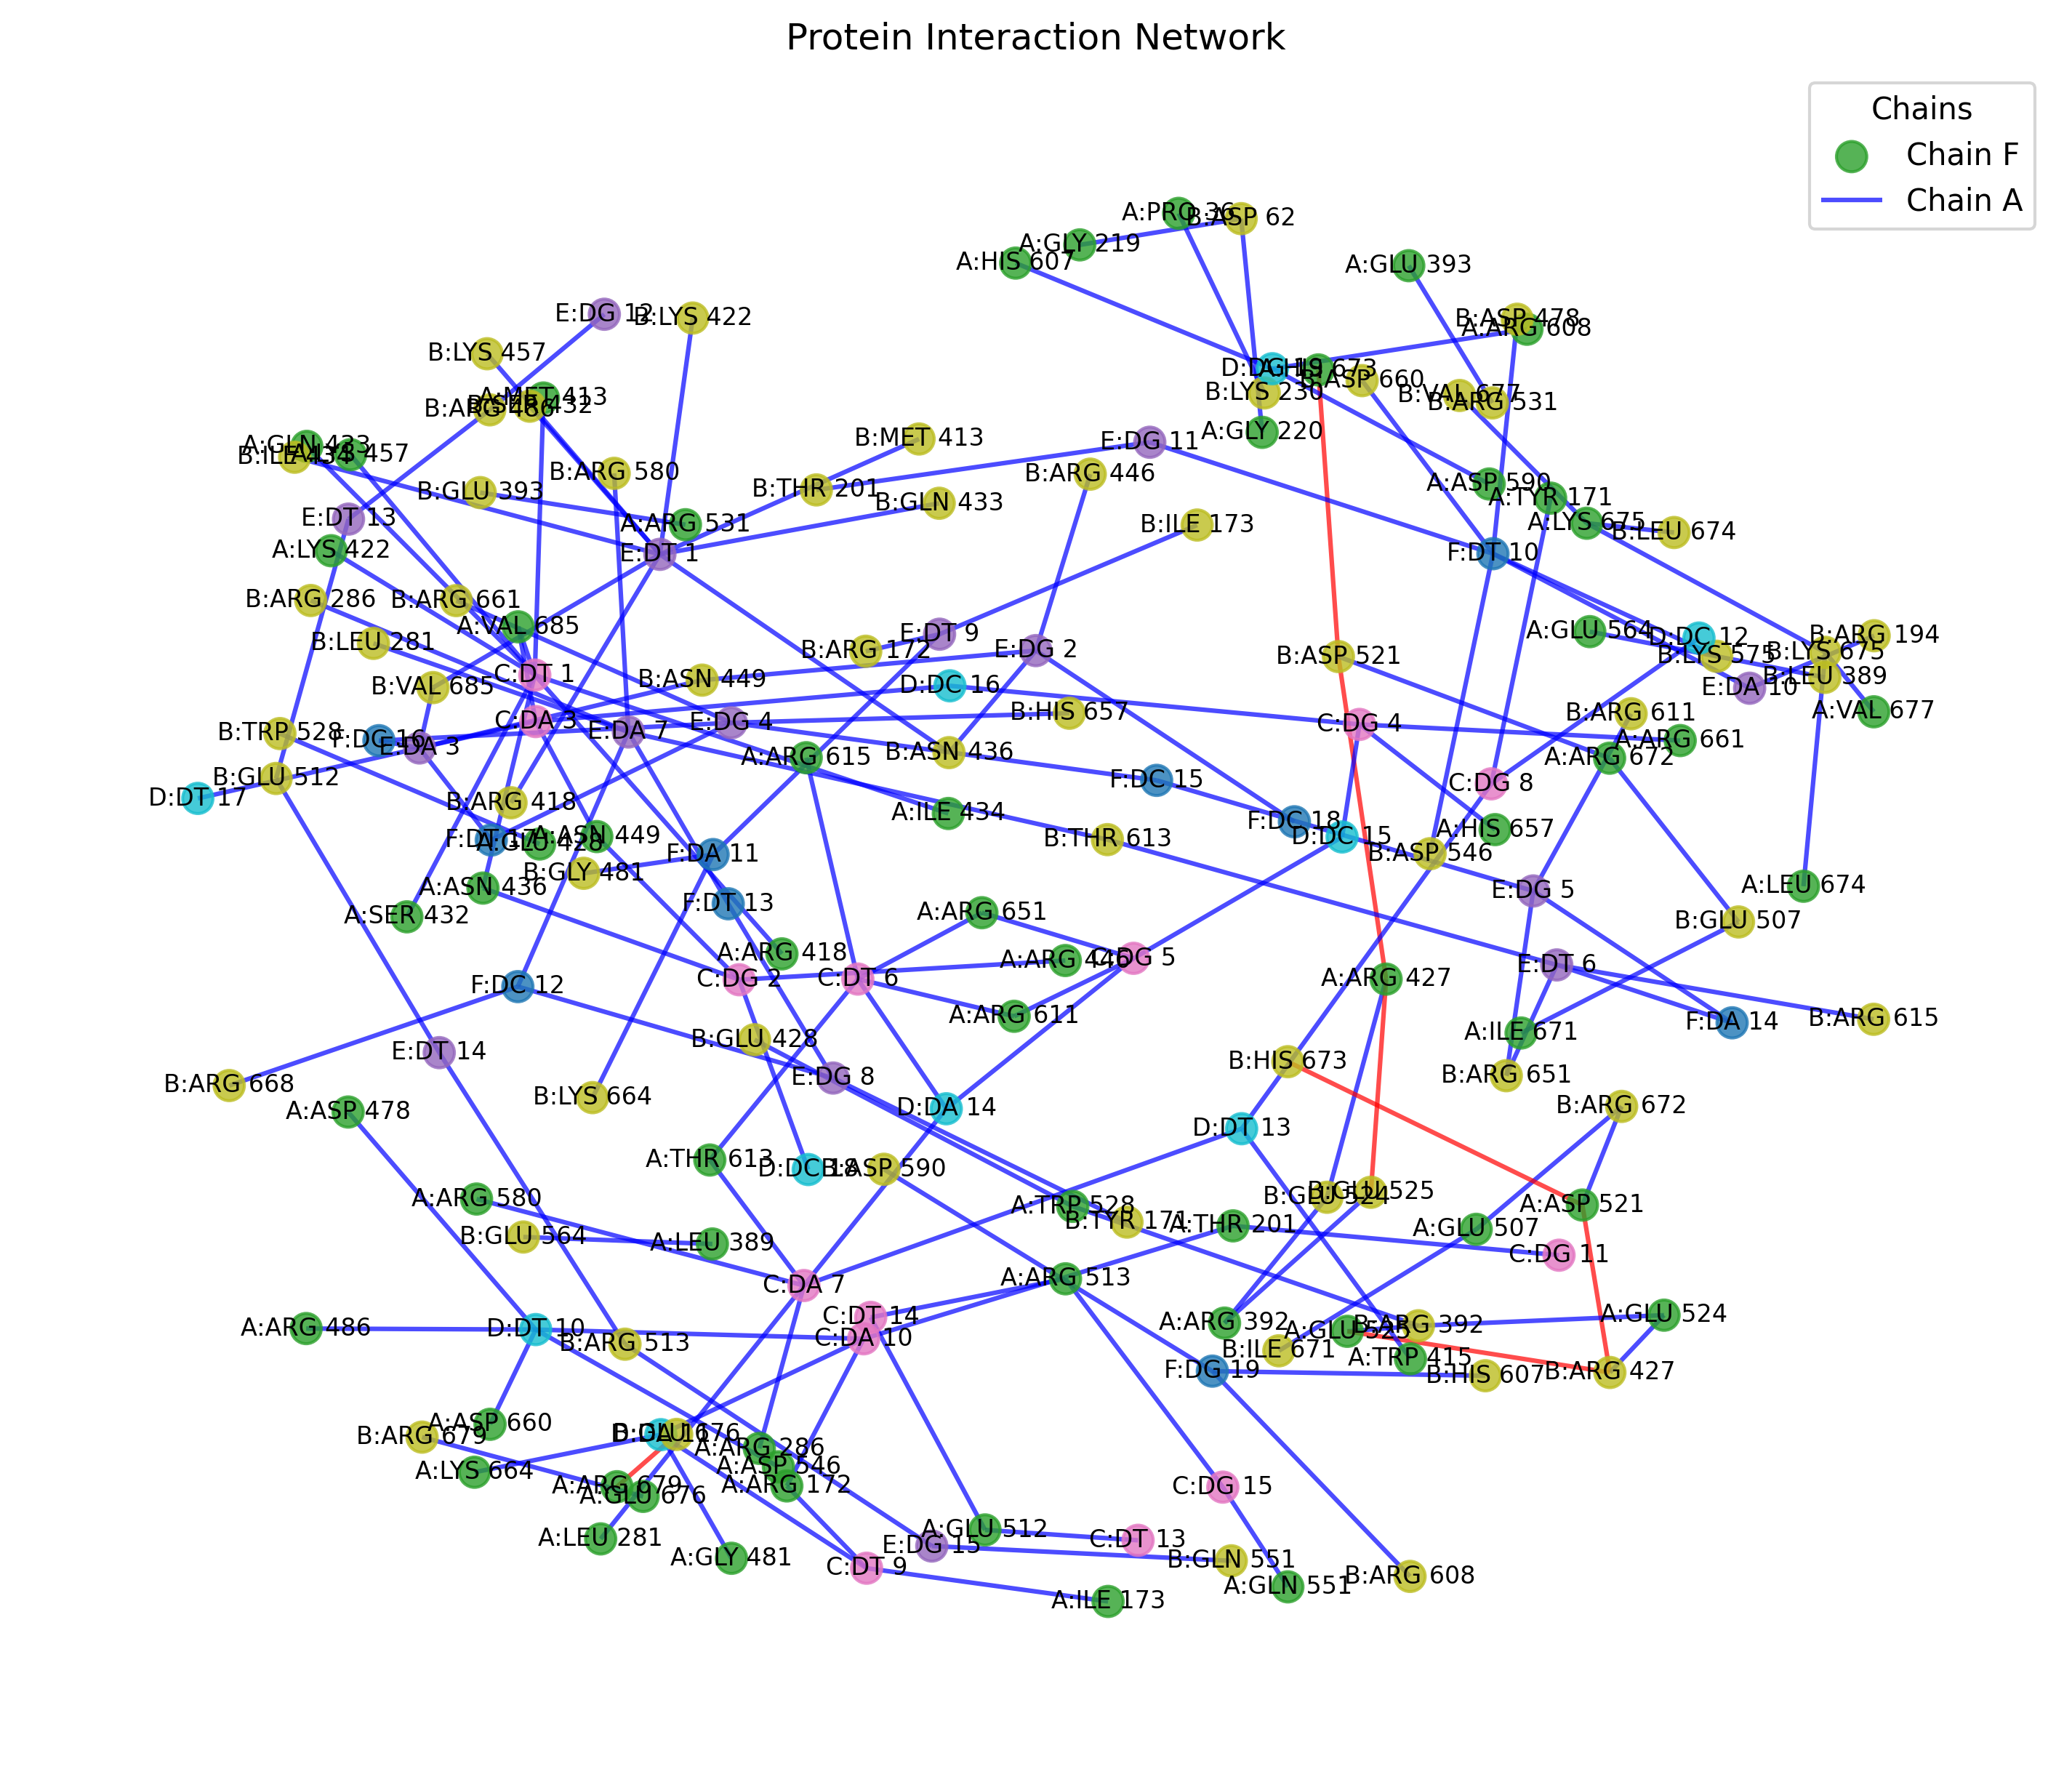 Protein Interaction Network
Chains
Chain F
Chain A
A:PRO 36
B:ASP 62
A:GLY 219
A:HIS 607
A:GLU 393
E:DG 12
B:LYS 422
B:ASP 478
A:ARG 608
B:LYS 457
D:DG 19
A:HIS 673
B:ASP 660
B:LYS 230
B:VAL 677
B:ARG 531
A:MET 413
B:SER 432
B:ARG 486
A:GLY 220
A:GLN 433
A:LYS 457
B:ILE 434
B:MET 413
E:DG 11
B:ARG 580
B:ARG 446
B:GLU 393
B:THR 201
B:GLN 433
A:ASP 590
A:TYR 171
E:DT 13
A:ARG 531
B:ILE 173
A:LYS 675
B:LEU 674
A:LYS 422
E:DT 1
F:DT 10
B:ARG 286
B:ARG 661
A:VAL 685
B:LEU 281
B:ARG 172
E:DT 9
E:DG 2
A:GLU 564
D:DC 12
B:ARG 194
B:ASP 521
B:LYS 575
B:LYS 675
C:DT 1
B:VAL 685
B:ASN 449
D:DC 16
E:DA 10
B:LEU 389
C:DA 3
E:DG 4
B:HIS 657
C:DG 4
B:ARG 611
A:VAL 677
B:TRP 528
F:DC 16
E:DA 3
E:DA 7
A:ARG 615
B:ASN 436
A:ARG 661
A:ARG 672
B:GLU 512
F:DC 15
C:DG 8
D:DT 17
B:ARG 418
A:ILE 434
F:DT 17
A:GLU 428
A:ASN 449
B:THR 613
F:DC 18
D:DC 15
A:HIS 657
B:GLY 481
F:DA 11
B:ASP 546
A:ASN 436
E:DG 5
A:LEU 674
A:SER 432
F:DT 13
A:ARG 651
B:GLU 507
A:ARG 418
A:ARG 446
C:DG 5
E:DT 6
F:DC 12
C:DG 2
C:DT 6
A:ARG 427
A:ARG 611
A:ILE 671
F:DA 14
B:ARG 615
E:DT 14
B:GLU 428
B:HIS 673
B:ARG 668
E:DG 8
B:ARG 651
A:ASP 478
B:LYS 664
D:DA 14
D:DT 13
B:ARG 672
A:THR 613
D:DC 18
B:ASP 590
A:ARG 580
A:TRP 528
B:TYR 171
A:THR 201
B:GLU 524
B:GLU 525
A:ASP 521
B:GLU 564
A:LEU 389
A:GLU 507
C:DG 11
C:DA 7
A:ARG 513
C:DT 14
A:ARG 486
D:DT 10
C:DA 10
B:ARG 513
A:ARG 392
A:GLU 525
B:ARG 392
A:GLU 524
B:ILE 671
A:TRP 415
F:DG 19
B:HIS 607
B:ARG 427
A:ASP 660
B:ARG 679
D:DA 11
B:GLU 676
A:ARG 286
A:LYS 664
A:ASP 546
A:ARG 679
A:GLU 676
A:ARG 172
C:DG 15
A:LEU 281
A:GLY 481
E:DG 15
A:GLU 512
C:DT 13
C:DT 9
B:GLN 551
A:GLN 551
B:ARG 608
A:ILE 173